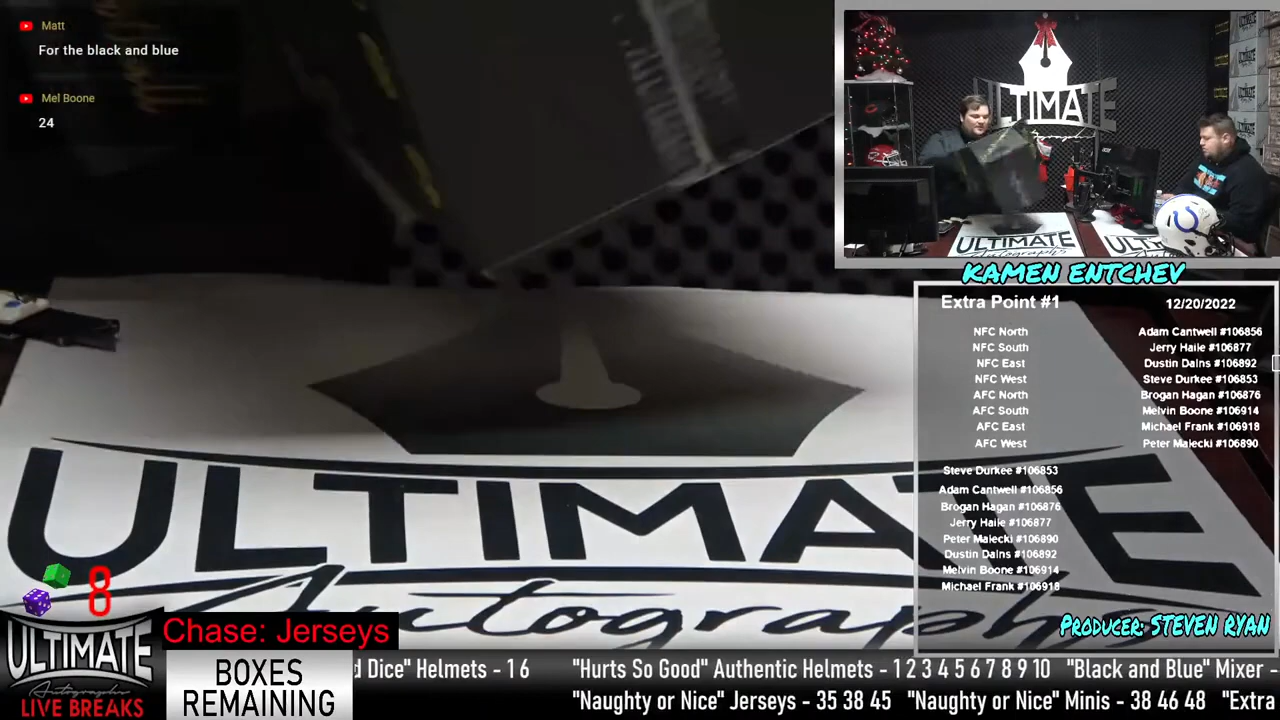 Matt
For the black and blue
Mel Boone
24
ULTIMATE
Autographs
KAMEN ENTCHEV
Extra Point #1 12/20/2022
NFC North Adam Cantwell #106856
NFC South Jerry Haile #106877
NFC East Dustin Dalns #106892
NFC West Steve Durkee #106853
AFC North Brogan Hagan #106876
AFC South Melvin Boone #106914
AFC East Michael Frank #106918
AFC West Peter Malecki #106890
Steve Durkee #106853
Adam Cantwell #106856
Brogan Hagan #106876
Jerry Haile #106877
Peter Malecki #106890
Dustin Dalns #106892
Melvin Boone #106914
Michael Frank #106918
PRODUCER: STEVEN RYAN
ULTIMATE
Autographs
8
ULTIMATE
Autographs
LIVE BREAKS
Chase: Jerseys
BOXES
REMAINING
d Dice" Helmets - 1 6 "Hurts So Good" Authentic Helmets - 1 2 3 4 5 6 7 8 9 10 "Black and Blue" Mixer -
"Naughty or Nice" Jerseys - 35 38 45 "Naughty or Nice" Minis - 38 46 48 "Extra